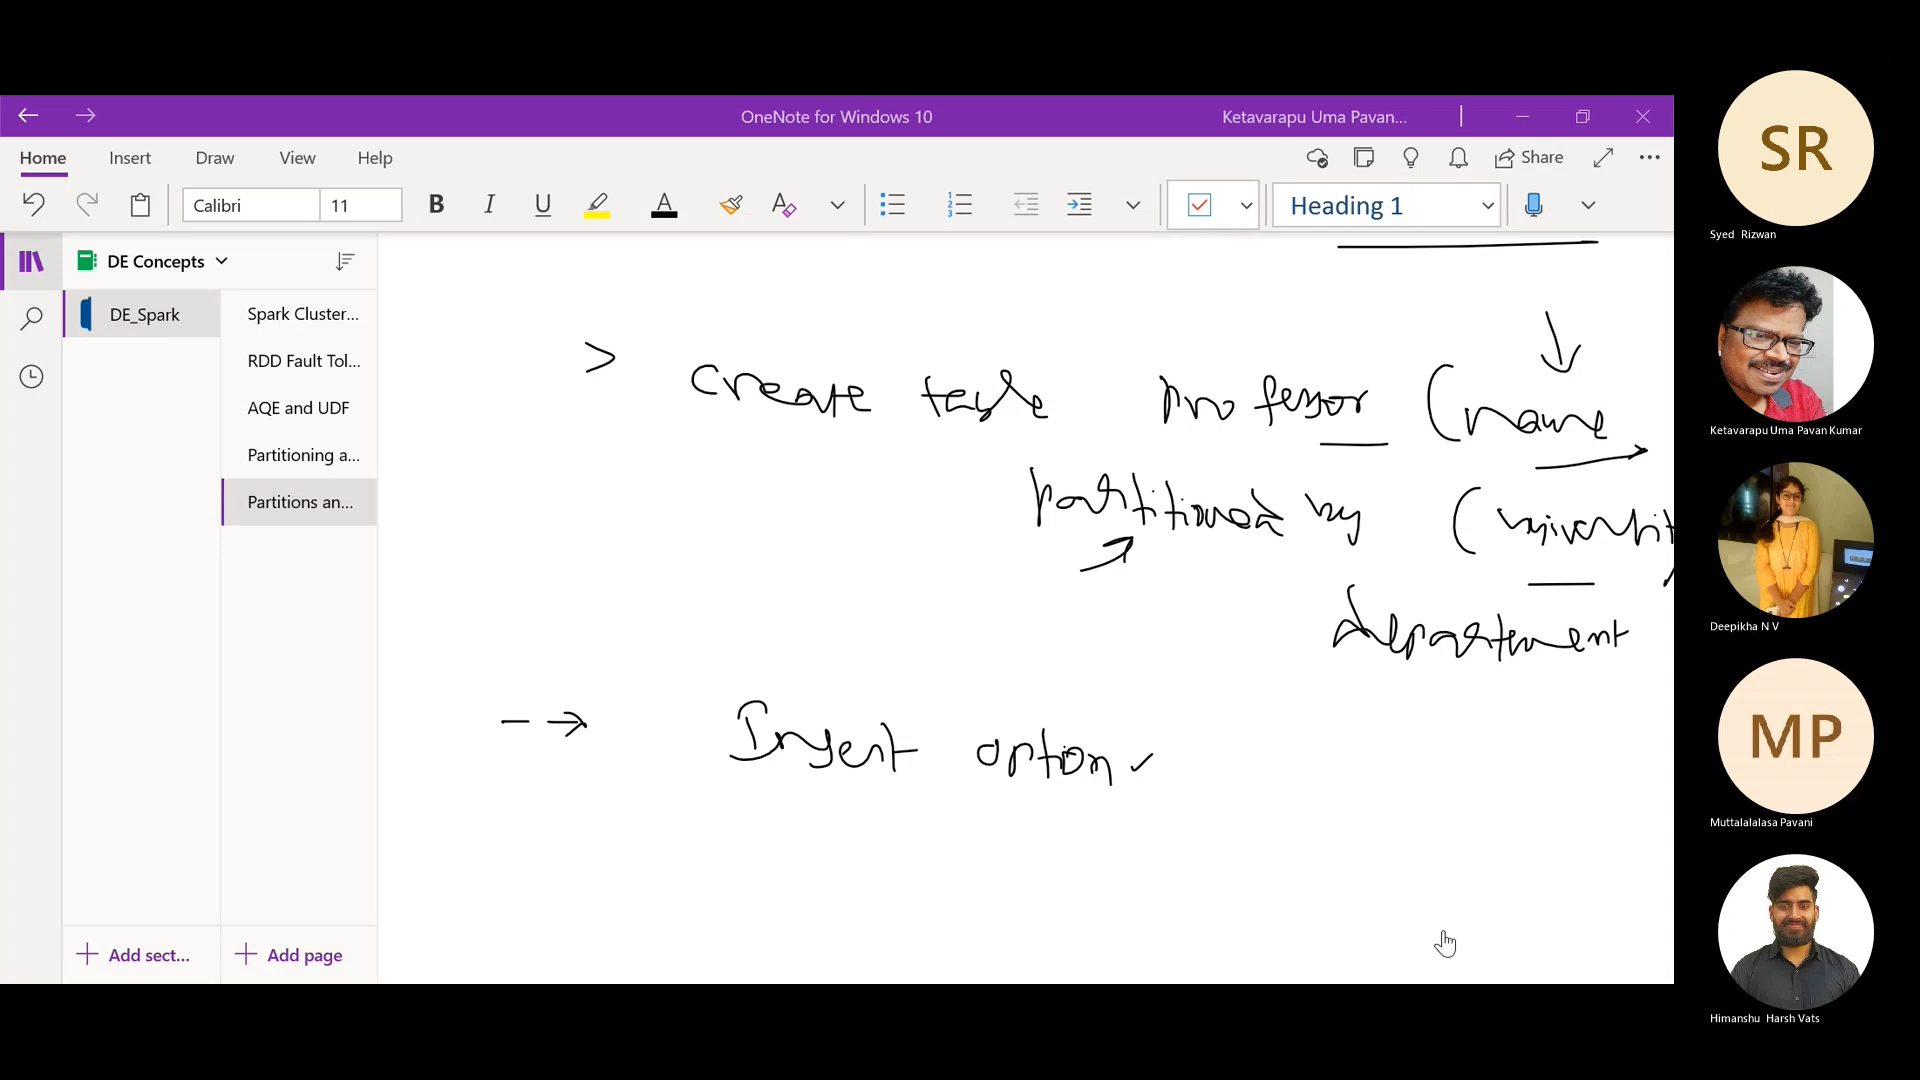 OneNote for Windows 10
Ketavarapu Uma Pavan...
Home Insert Draw View Help
Share
Calibri 11 B I U A A Heading 1
DE Concepts
DE_Spark
Spark Cluster...
RDD Fault Tol...
AQE and UDF
Partitioning a...
Partitions an...
> create table professor (name
partitioned by (universit
department
--> Insert option ✓
+ Add sect...
+ Add page
SR
Syed Rizwan
Ketavarapu Uma Pavan Kumar
Deepikha N V
MP
Muttalalalasa Pavani
Himanshu Harsh Vats